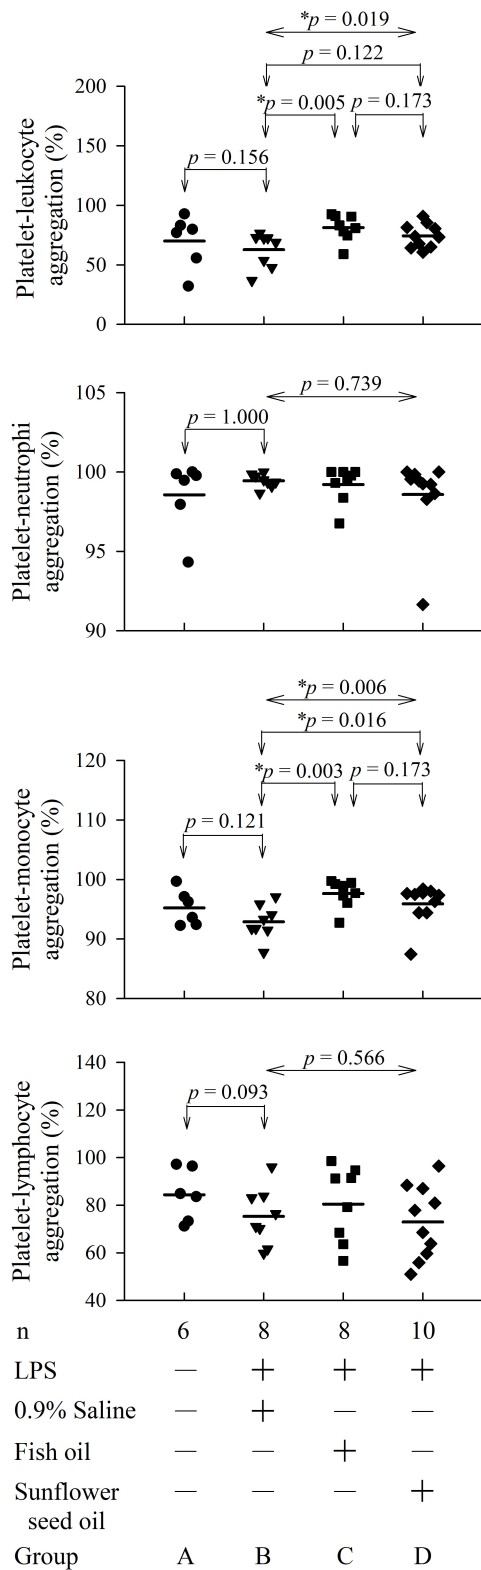 *p = 0.019
p = 0.122
*p = 0.005
p = 0.173
p = 0.156
Platelet-leukocyte
aggregation (%)
200
150
100
50
0
p = 0.739
p = 1.000
Platelet-neutrophi
aggregation (%)
105
100
95
90
*p = 0.006
*p = 0.016
*p = 0.003
p = 0.173
p = 0.121
Platelet-monocyte
aggregation (%)
120
110
100
90
80
p = 0.566
p = 0.093
Platelet-lymphocyte
aggregation (%)
140
120
100
80
60
40
n 6 8 8 10
LPS — + + +
0.9% Saline — + — —
Fish oil — — + —
Sunflower — — — +
seed oil
Group A B C D